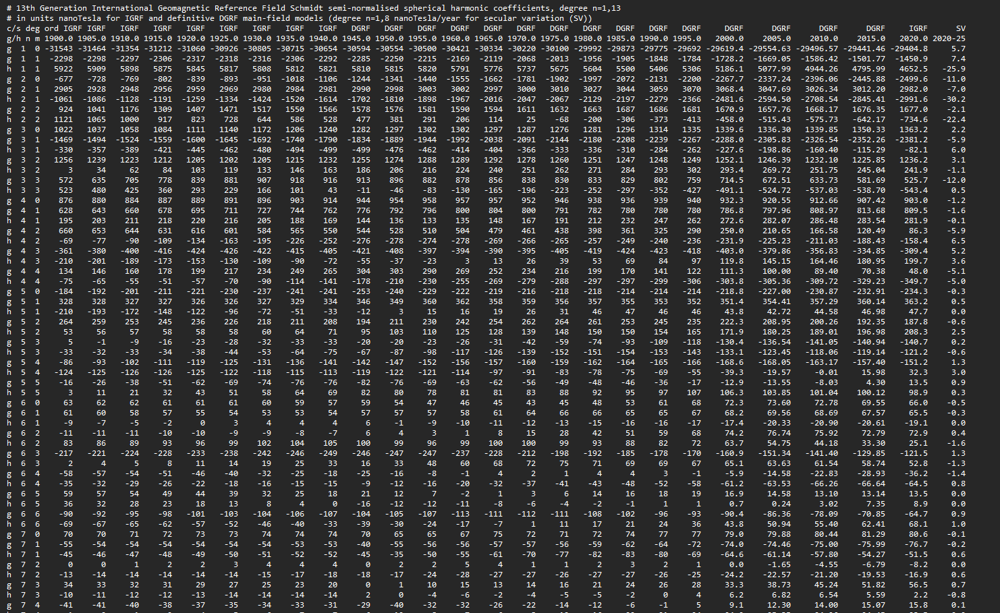 # 13th Generation International Geomagnetic Reference Field Schmidt semi-normalised spherical harmonic coefficients, degree n=1,13
# in units nanoTesla for IGRF and definitive DGRF main-field models (degree n=1,8 nanoTesla/year for secular variation (SV))
c/s deg ord IGRF IGRF IGRF IGRF IGRF IGRF IGRF IGRF IGRF DGRF DGRF DGRF DGRF DGRF DGRF DGRF DGRF DGRF DGRF DGRF DGRF DGRF DGRF DGRF IGRF SV
g/h n m 1900.0 1905.0 1910.0 1915.0 1920.0 1925.0 1930.0 1935.0 1940.0 1945.0 1950.0 1955.0 1960.0 1965.0 1970.0 1975.0 1980.0 1985.0 1990.0 1995.0 2000.0 2005.0 2010.0 2015.0 2020.0 2020-25
g 1 0 -31543 -31464 -31354 -31212 -31060 -30926 -30805 -30715 -30654 -30594 -30554 -30500 -30421 -30334 -30220 -30100 -29992 -29873 -29775 -29692 -29619.4 -29554.63 -29496.57 -29441.46 -29404.8 5.7
g 1 1 -2298 -2298 -2297 -2306 -2317 -2318 -2316 -2306 -2292 -2285 -2250 -2215 -2169 -2119 -2068 -2013 -1956 -1905 -1848 -1784 -1728.2 -1669.05 -1586.42 -1501.77 -1450.9 7.4
h 1 1 5922 5909 5898 5875 5845 5817 5808 5812 5821 5810 5815 5820 5791 5776 5737 5675 5604 5500 5406 5306 5186.1 5077.99 4944.26 4795.99 4652.5 -25.9
g 2 0 -677 -728 -769 -802 -839 -893 -951 -1018 -1106 -1244 -1341 -1440 -1555 -1662 -1781 -1902 -1997 -2072 -2131 -2200 -2267.7 -2337.24 -2396.06 -2445.88 -2499.6 -11.0
g 2 1 2905 2928 2948 2956 2959 2969 2980 2984 2981 2990 2998 3003 3002 2997 3000 3010 3027 3044 3059 3070 3068.4 3047.69 3026.34 3012.20 2982.0 -7.0
h 2 1 -1061 -1086 -1128 -1191 -1259 -1334 -1424 -1520 -1614 -1702 -1810 -1898 -1967 -2016 -2047 -2067 -2129 -2197 -2279 -2366 -2481.6 -2594.50 -2708.54 -2845.41 -2991.6 -30.2
g 2 2 924 1041 1176 1309 1407 1471 1517 1550 1566 1578 1576 1581 1590 1594 1611 1632 1663 1687 1686 1681 1670.9 1657.76 1668.17 1676.35 1677.0 -2.1
h 2 2 1121 1065 1000 917 823 728 644 586 528 477 381 291 206 114 25 -68 -200 -306 -373 -413 -458.0 -515.43 -575.73 -642.17 -734.6 -22.4
g 3 0 1022 1037 1058 1084 1111 1140 1172 1206 1240 1282 1297 1302 1302 1297 1287 1276 1281 1296 1314 1335 1339.6 1336.30 1339.85 1350.33 1363.2 2.2
g 3 1 -1469 -1494 -1524 -1559 -1600 -1645 -1692 -1740 -1790 -1834 -1889 -1944 -1992 -2038 -2091 -2144 -2180 -2208 -2239 -2267 -2288.0 -2305.83 -2326.54 -2352.26 -2381.2 -5.9
h 3 1 -330 -357 -389 -421 -445 -462 -480 -494 -499 -499 -476 -462 -414 -404 -366 -333 -336 -310 -284 -262 -227.6 -198.86 -160.40 -115.29 -82.1 6.0
g 3 2 1256 1239 1223 1212 1205 1202 1205 1215 1232 1255 1274 1288 1289 1292 1278 1260 1251 1247 1248 1249 1252.1 1246.39 1232.10 1225.85 1236.2 3.1
h 3 2 3 34 62 84 103 119 133 146 163 186 206 216 224 240 251 262 271 284 293 302 293.4 269.72 251.75 245.04 241.9 -1.1
g 3 3 572 635 705 778 839 881 907 918 916 913 896 882 878 856 838 830 833 829 802 759 714.5 672.51 633.73 581.69 525.7 -12.0
h 3 3 523 480 425 360 293 229 166 101 43 -11 -46 -83 -130 -165 -196 -223 -252 -297 -352 -427 -491.1 -524.72 -537.03 -538.70 -543.4 0.5
g 4 0 876 880 884 887 889 891 896 903 914 944 954 958 957 957 952 946 938 936 939 940 932.3 920.55 912.66 907.42 903.0 -1.2
g 4 1 628 643 660 678 695 711 727 744 762 776 792 796 800 804 800 791 782 780 780 780 786.8 797.96 808.97 813.68 809.5 -1.6
h 4 1 195 203 211 218 220 216 205 188 169 144 136 133 135 148 167 191 212 232 247 262 272.6 282.07 286.48 283.54 281.9 -0.1
g 4 2 660 653 644 631 616 601 584 565 550 544 528 510 504 479 461 438 398 361 325 290 250.0 210.65 166.58 120.49 86.3 -5.9
h 4 2 -69 -77 -90 -109 -134 -163 -195 -226 -252 -276 -278 -274 -278 -269 -266 -265 -257 -249 -240 -236 -231.9 -225.23 -211.03 -188.43 -158.4 6.5
g 4 3 -361 -380 -400 -416 -424 -426 -422 -415 -405 -421 -408 -397 -394 -390 -395 -405 -419 -424 -423 -418 -403.0 -379.86 -356.83 -334.85 -309.4 5.2
h 4 3 -210 -201 -189 -173 -153 -130 -109 -90 -72 -55 -37 -23 3 13 26 39 53 69 84 97 119.8 145.15 164.46 180.95 199.7 3.6
g 4 4 134 146 160 178 199 217 234 249 265 304 303 290 269 252 234 216 199 170 141 122 111.3 100.00 89.40 70.38 48.0 -5.1
h 4 4 -75 -65 -55 -51 -57 -70 -90 -114 -141 -178 -210 -230 -255 -269 -279 -288 -297 -297 -299 -306 -303.8 -305.36 -309.72 -329.23 -349.7 -5.0
g 5 0 -184 -192 -201 -211 -221 -230 -237 -241 -241 -253 -240 -229 -222 -219 -216 -218 -218 -214 -214 -214 -218.8 -227.00 -230.87 -232.91 -234.3 -0.3
g 5 1 328 328 327 327 326 326 327 329 334 346 349 360 362 358 359 356 357 355 353 352 351.4 354.41 357.29 360.14 363.2 0.5
h 5 1 -210 -193 -172 -148 -122 -96 -72 -51 -33 -12 3 15 16 19 26 31 46 47 46 46 43.8 42.72 44.58 46.98 47.7 0.0
g 5 2 264 259 253 245 236 226 218 211 208 194 211 230 242 254 262 264 261 253 245 235 222.3 208.95 200.26 192.35 187.8 -0.6
h 5 2 53 56 57 58 58 58 60 64 71 95 103 110 125 128 139 148 150 150 154 165 171.9 180.25 189.01 196.98 208.3 2.5
g 5 3 5 -1 -9 -16 -23 -28 -32 -33 -33 -20 -20 -23 -26 -31 -42 -59 -74 -93 -109 -118 -130.4 -136.54 -141.05 -140.94 -140.7 0.2
h 5 3 -33 -32 -33 -34 -38 -44 -53 -64 -75 -67 -87 -98 -117 -126 -139 -152 -151 -154 -153 -143 -133.1 -123.45 -118.06 -119.14 -121.2 -0.6
g 5 4 -86 -93 -102 -111 -119 -125 -131 -136 -141 -142 -147 -152 -156 -157 -160 -159 -162 -164 -165 -166 -168.6 -168.05 -163.17 -157.40 -151.2 1.3
h 5 4 -124 -125 -126 -126 -125 -122 -118 -115 -113 -119 -122 -121 -114 -97 -91 -83 -78 -75 -69 -55 -39.3 -19.57 -0.01 15.98 32.3 3.0
g 5 5 -16 -26 -38 -51 -62 -69 -74 -76 -76 -82 -76 -69 -63 -62 -56 -49 -48 -46 -36 -17 -12.9 -13.55 -8.03 4.30 13.5 0.9
h 5 5 3 11 21 32 43 51 58 64 69 82 80 78 81 81 83 88 92 95 97 107 106.3 103.85 101.04 100.12 98.9 0.3
g 6 0 63 62 62 61 61 61 60 59 57 59 54 47 46 45 43 45 48 53 61 68 72.3 73.60 72.78 69.55 66.0 -0.5
g 6 1 61 60 58 57 55 54 53 53 54 57 57 57 58 61 64 66 66 65 65 67 68.2 69.56 68.69 67.57 65.5 -0.3
h 6 1 -9 -7 -5 -2 0 3 4 4 4 6 -1 -9 -10 -11 -12 -13 -15 -16 -16 -17 -17.4 -20.33 -20.90 -20.61 -19.1 0.0
g 6 2 -11 -11 -11 -10 -10 -9 -9 -8 -7 6 4 3 1 8 15 28 42 51 59 68 74.2 76.74 75.92 72.79 72.9 0.4
h 6 2 83 86 89 93 96 99 102 104 105 100 99 96 99 100 100 99 93 88 82 72 63.7 54.75 44.18 33.30 25.1 -1.6
g 6 3 -217 -221 -224 -228 -233 -238 -242 -246 -249 -246 -247 -247 -237 -228 -212 -198 -192 -185 -178 -170 -160.9 -151.34 -141.40 -129.85 -121.5 1.3
h 6 3 2 4 5 8 11 14 19 25 33 16 33 48 60 68 72 75 71 69 69 67 65.1 63.63 61.54 58.74 52.8 -1.3
g 6 4 -58 -57 -54 -51 -46 -40 -32 -25 -18 -25 -16 -8 -1 4 2 1 4 4 3 -1 -5.9 -14.58 -22.83 -28.93 -36.2 -1.4
h 6 4 -35 -32 -29 -26 -22 -18 -16 -15 -15 -9 -12 -16 -20 -32 -37 -41 -43 -48 -52 -58 -61.2 -63.53 -66.26 -66.64 -64.5 0.8
g 6 5 59 57 54 49 44 39 32 25 18 21 12 7 -2 1 3 6 14 16 18 19 16.9 14.58 13.10 13.14 13.5 0.0
h 6 5 36 32 28 23 18 13 8 4 0 -16 -12 -12 -11 -8 -6 -4 -2 -1 1 1 0.7 0.24 3.02 7.35 8.9 0.0
g 6 6 -90 -92 -95 -98 -101 -103 -104 -106 -107 -104 -105 -107 -113 -111 -112 -111 -108 -102 -96 -93 -90.4 -86.36 -78.09 -70.85 -64.7 0.9
h 6 6 -69 -67 -65 -62 -57 -52 -46 -40 -33 -39 -30 -24 -17 -7 1 11 17 21 24 36 43.8 50.94 55.40 62.41 68.1 1.0
g 7 0 70 70 71 72 73 73 74 74 74 70 65 65 67 75 72 71 72 74 77 77 79.0 79.88 80.44 81.29 80.6 -0.1
g 7 1 -55 -54 -54 -54 -54 -54 -54 -53 -53 -40 -55 -56 -56 -57 -57 -56 -59 -62 -64 -72 -74.0 -74.46 -75.00 -75.99 -76.7 -0.2
h 7 1 -45 -46 -47 -48 -49 -50 -51 -52 -52 -45 -35 -50 -55 -61 -70 -77 -82 -83 -80 -69 -64.6 -61.14 -57.80 -54.27 -51.5 0.6
g 7 2 0 0 1 2 2 3 4 4 4 0 2 2 5 4 1 1 2 3 2 1 0.0 -1.65 -4.55 -6.79 -8.2 0.0
h 7 2 -13 -14 -14 -14 -14 -14 -15 -17 -18 -18 -17 -24 -28 -27 -27 -26 -27 -27 -26 -25 -24.2 -22.57 -21.20 -19.53 -16.9 0.6
g 7 3 34 33 32 31 29 27 25 23 20 0 1 10 15 13 14 16 21 24 26 28 33.3 38.73 45.24 51.82 56.5 0.7
h 7 3 -10 -11 -12 -12 -13 -14 -14 -14 -14 2 0 -4 -6 -2 -4 -5 -5 -2 0 4 6.2 6.82 6.54 5.59 2.2 -0.8
g 7 4 -41 -41 -40 -38 -37 -35 -34 -33 -31 -29 -40 -32 -32 -26 -22 -14 -12 -6 -1 5 9.1 12.30 14.00 15.07 15.8 0.1